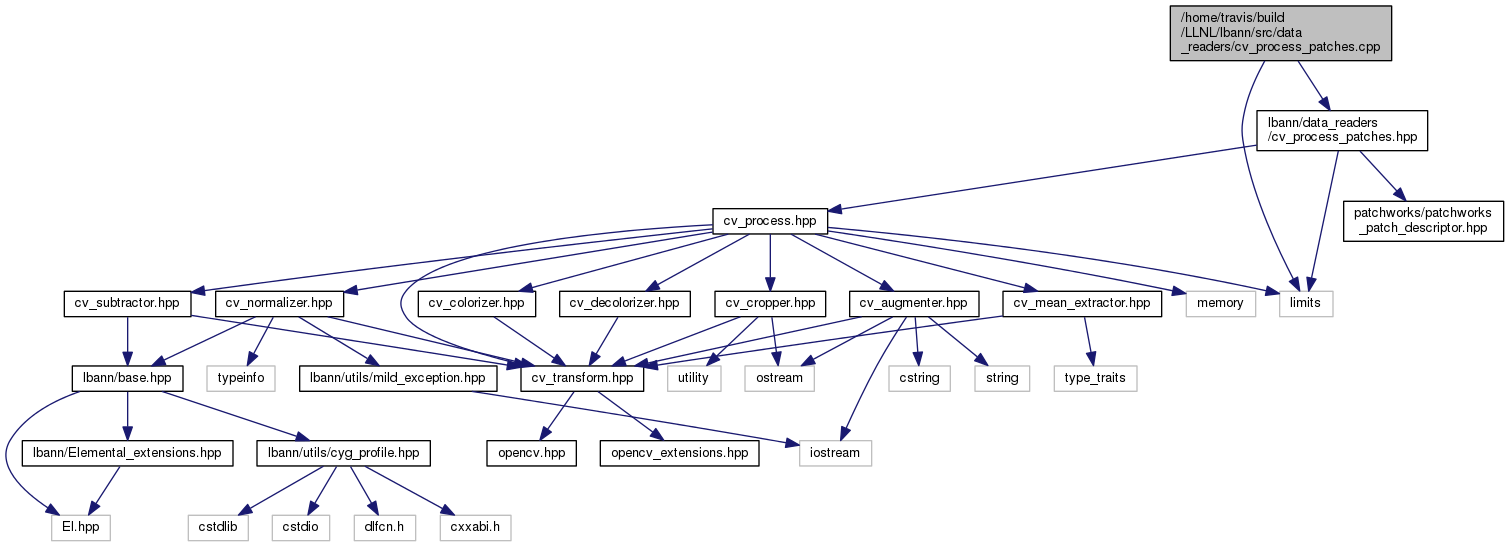 /home/travis/build
/LLNL/lbann/src/data
_readers/cv_process_patches.cpp
lbann/data_readers
/cv_process_patches.hpp
patchworks/patchworks
_patch_descriptor.hpp
cv_process.hpp
cv_subtractor.hpp
cv_normalizer.hpp
cv_colorizer.hpp
cv_decolorizer.hpp
cv_cropper.hpp
cv_augmenter.hpp
cv_mean_extractor.hpp
memory
limits
lbann/base.hpp
typeinfo
lbann/utils/mild_exception.hpp
cv_transform.hpp
utility
ostream
cstring
string
type_traits
lbann/Elemental_extensions.hpp
lbann/utils/cyg_profile.hpp
opencv.hpp
opencv_extensions.hpp
iostream
El.hpp
cstdlib
cstdio
dlfcn.h
cxxabi.h